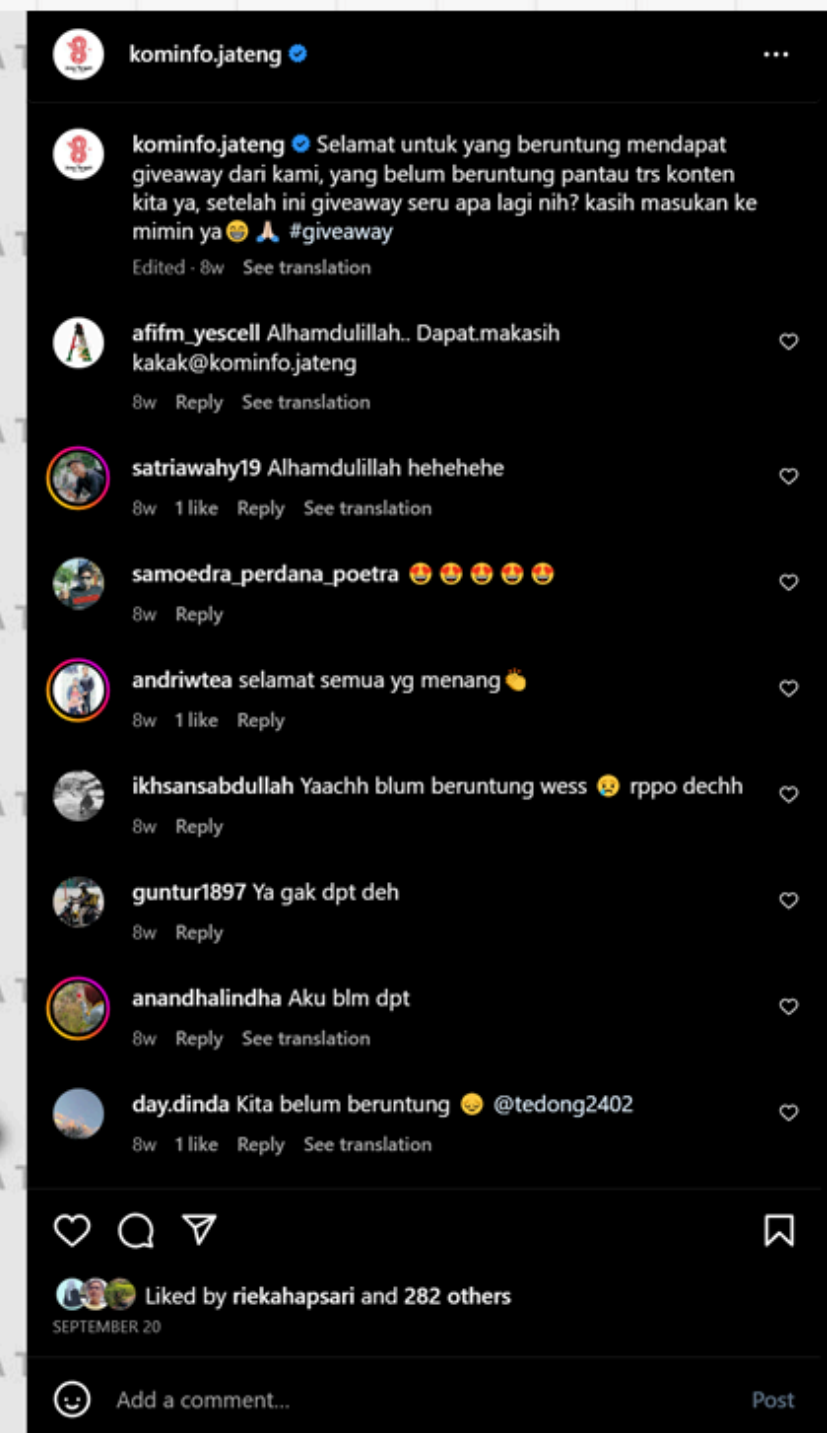 kominfo.jateng
kominfo.jateng Selamat untuk yang beruntung mendapat
giveaway dari kami, yang belum beruntung pantau trs konten
kita ya, setelah ini giveaway seru apa lagi nih? kasih masukan ke
mimin ya😁🙏🏻 #giveaway
Edited · 8w See translation
afifm_yescell Alhamdulillah.. Dapat.makasih
kakak@kominfo.jateng
8w Reply See translation
satriawahy19 Alhamdulillah hehehehe
8w 1 like Reply See translation
samoedra_perdana_poetra 🤩🤩🤩🤩🤩
8w Reply
andriwtea selamat semua yg menang👏
8w 1 like Reply
ikhsansabdullah Yaachh blum beruntung wess 😢 rppo dechh
8w Reply
guntur1897 Ya gak dpt deh
8w Reply
anandhalindha Aku blm dpt
8w Reply See translation
day.dinda Kita belum beruntung 😔 @tedong2402
8w 1 like Reply See translation
Liked by riekahapsari and 282 others
SEPTEMBER 20
Add a comment...
Post